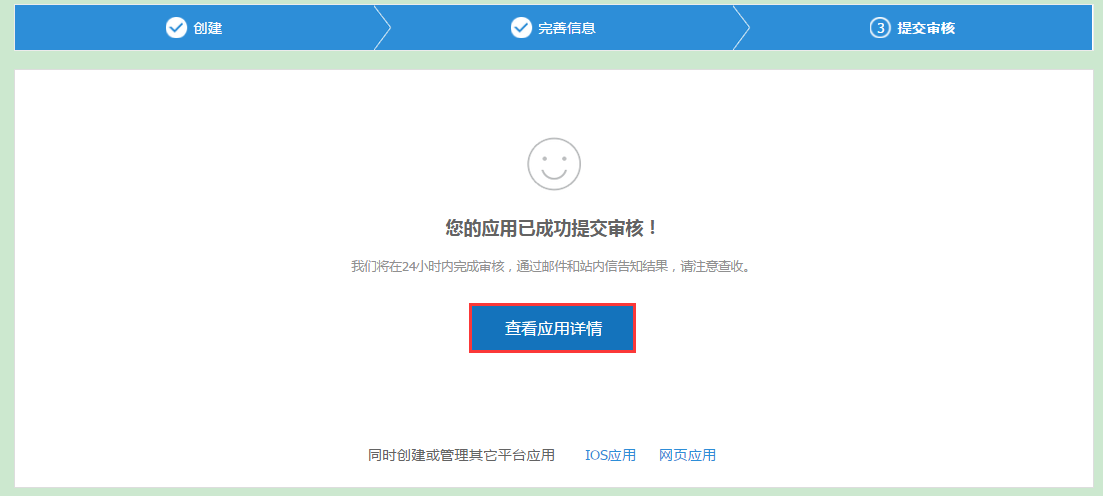 创建 完善信息 3 提交审核
您的应用已成功提交审核！
我们将在24小时内完成审核，通过邮件和站内信告知结果，请注意查收。
查看应用详情
同时创建或管理其它平台应用 IOS应用 网页应用